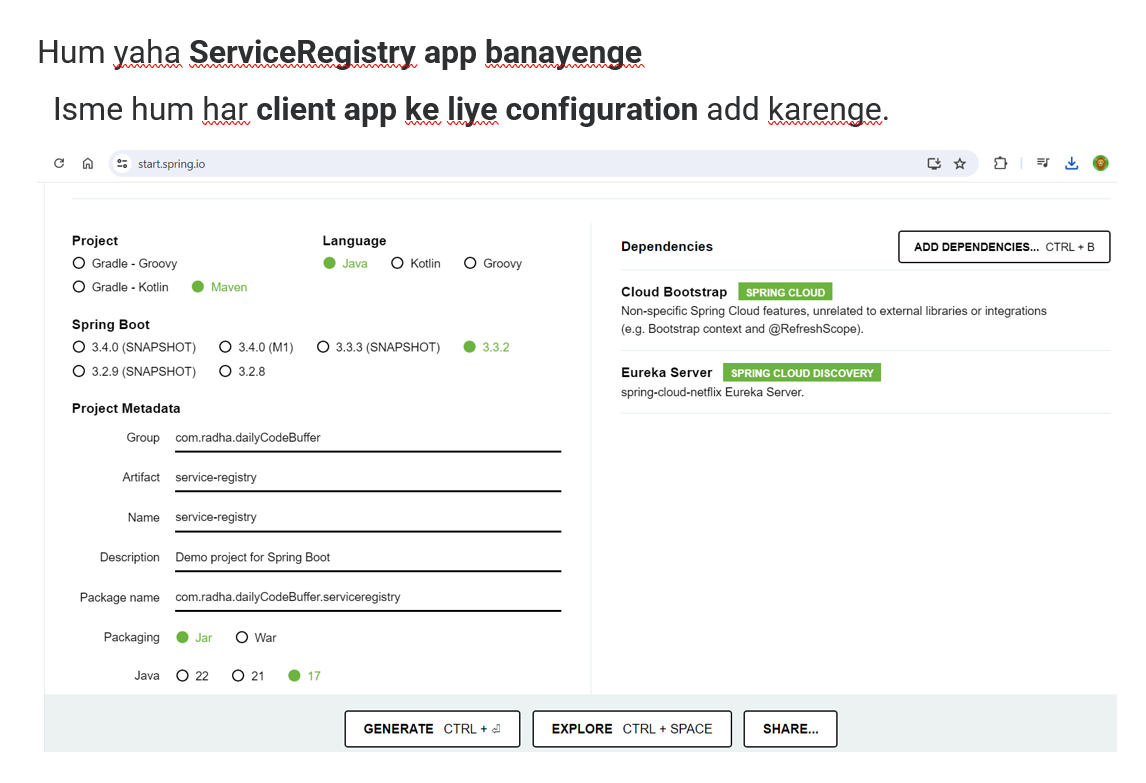 Hum yaha ServiceRegistry app banayenge
Isme hum har client app ke liye configuration add karenge.
start.spring.io
Project
Gradle - Groovy
Gradle - Kotlin Maven
Language
Java Kotlin Groovy
Spring Boot
3.4.0 (SNAPSHOT) 3.4.0 (M1) 3.3.3 (SNAPSHOT) 3.3.2
3.2.9 (SNAPSHOT) 3.2.8
Project Metadata
Group com.radha.dailyCodeBuffer
Artifact service-registry
Name service-registry
Description Demo project for Spring Boot
Package name com.radha.dailyCodeBuffer.serviceregistry
Packaging Jar War
Java 22 21 17
Dependencies ADD DEPENDENCIES... CTRL + B
Cloud Bootstrap SPRING CLOUD
Non-specific Spring Cloud features, unrelated to external libraries or integrations
(e.g. Bootstrap context and @RefreshScope).
Eureka Server SPRING CLOUD DISCOVERY
spring-cloud-netflix Eureka Server.
GENERATE CTRL + ⏎ EXPLORE CTRL + SPACE SHARE...